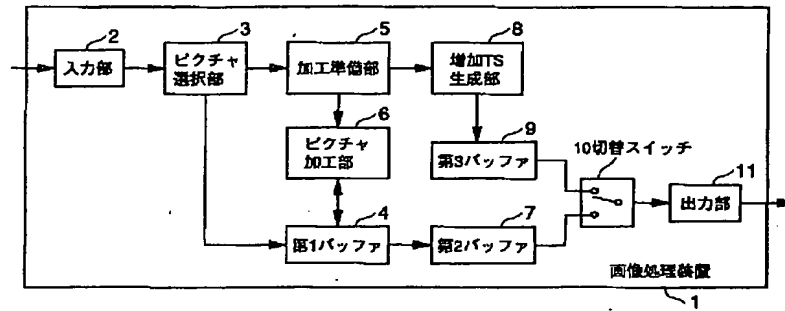 2
入力部
3
ピクチャ
選択部
5
加工準備部
8
増加TS
生成部
6
ピクチャ
加工部
9
第3バッファ
10切替スイッチ
11
出力部
4
第1バッファ
7
第2バッファ
画像処理装置
1